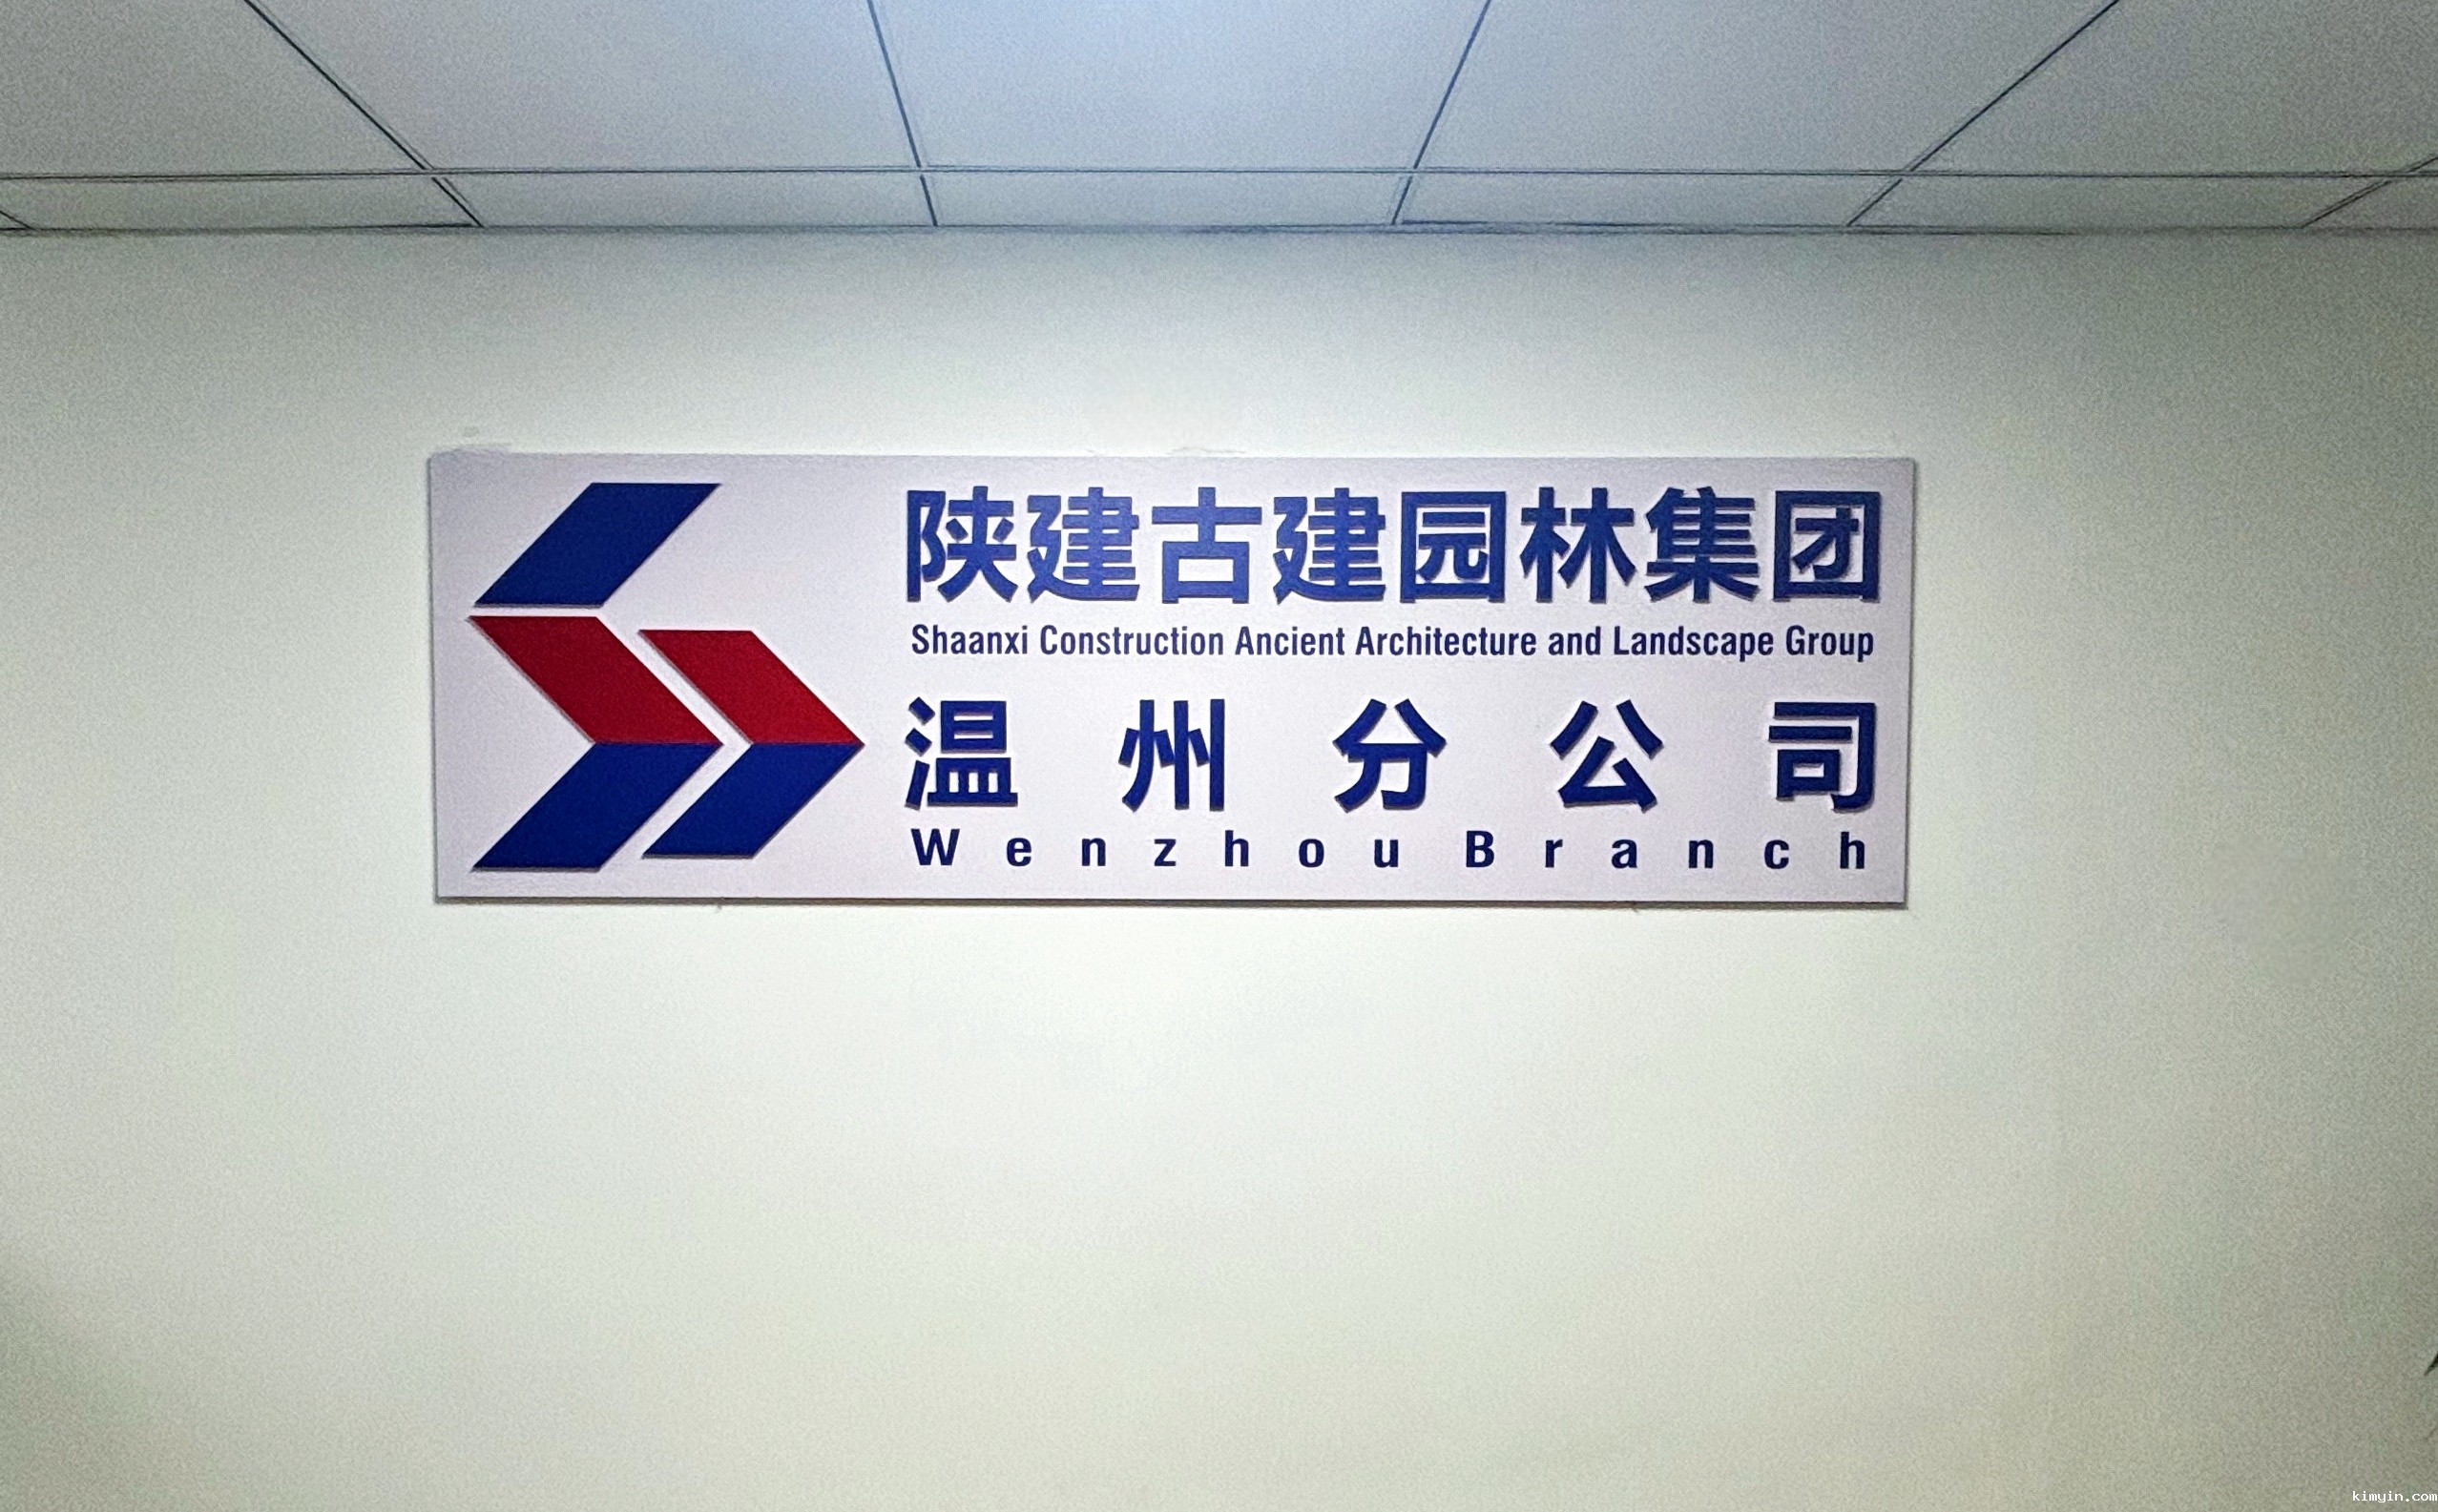 陕建古建园林集团
Shaanxi Construction Ancient Architecture and Landscape Group
温州分公司
Wenzhou Branch
kimyin.com